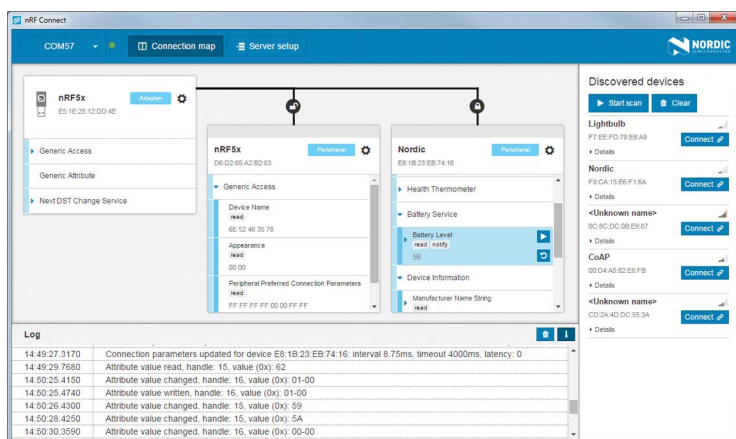 nRF Connect
COM57
Connection map
Server setup
NORDIC
SEMICONDUCTOR
nRF5x
Adapter
E5:1E:25:12:DD:4E
Generic Access
Generic Attribute
Next DST Change Service
nRF5x
Peripheral
D6:D2:65:A2:B2:63
Generic Access
Device Name
read
6E 52 46 35 78
Appearance
read
00 00
Peripheral Preferred Connection Parameters
read
FF FF FF FF 00 00 FF FF
Nordic
Peripheral
E8:1B:23:EB:74:16
Health Thermometer
Battery Service
Battery Level
read notify
5B
Device Information
Manufacturer Name String
read
Discovered devices
Start scan
Clear
Lightbulb
F7:EE:FD:79:E8:A9
Connect
Details
Nordic
F9:CA:15:E6:F1:6A
Connect
Details
<Unknown name>
0C:8C:DC:0B:E9:87
Connect
Details
CoAP
00:D4:A0:82:E8:FB
Connect
Details
<Unknown name>
CD:2A:4D:DC:55:3A
Connect
Details
Log
14:49:27.3170 Connection parameters updated for device E8:1B:23:EB:74:16: interval 8.75ms, timeout 4000ms, latency: 0
14:49:29.7680 Attribute value read, handle: 15, value (0x): 62
14:50:25.4150 Attribute value changed, handle: 16, value (0x): 01-00
14:50:25.4740 Attribute value written, handle: 16, value (0x): 01-00
14:50:26.4300 Attribute value changed, handle: 15, value (0x): 59
14:50:28.4250 Attribute value changed, handle: 15, value (0x): 5A
14:50:30.3590 Attribute value changed, handle: 16, value (0x): 00-00